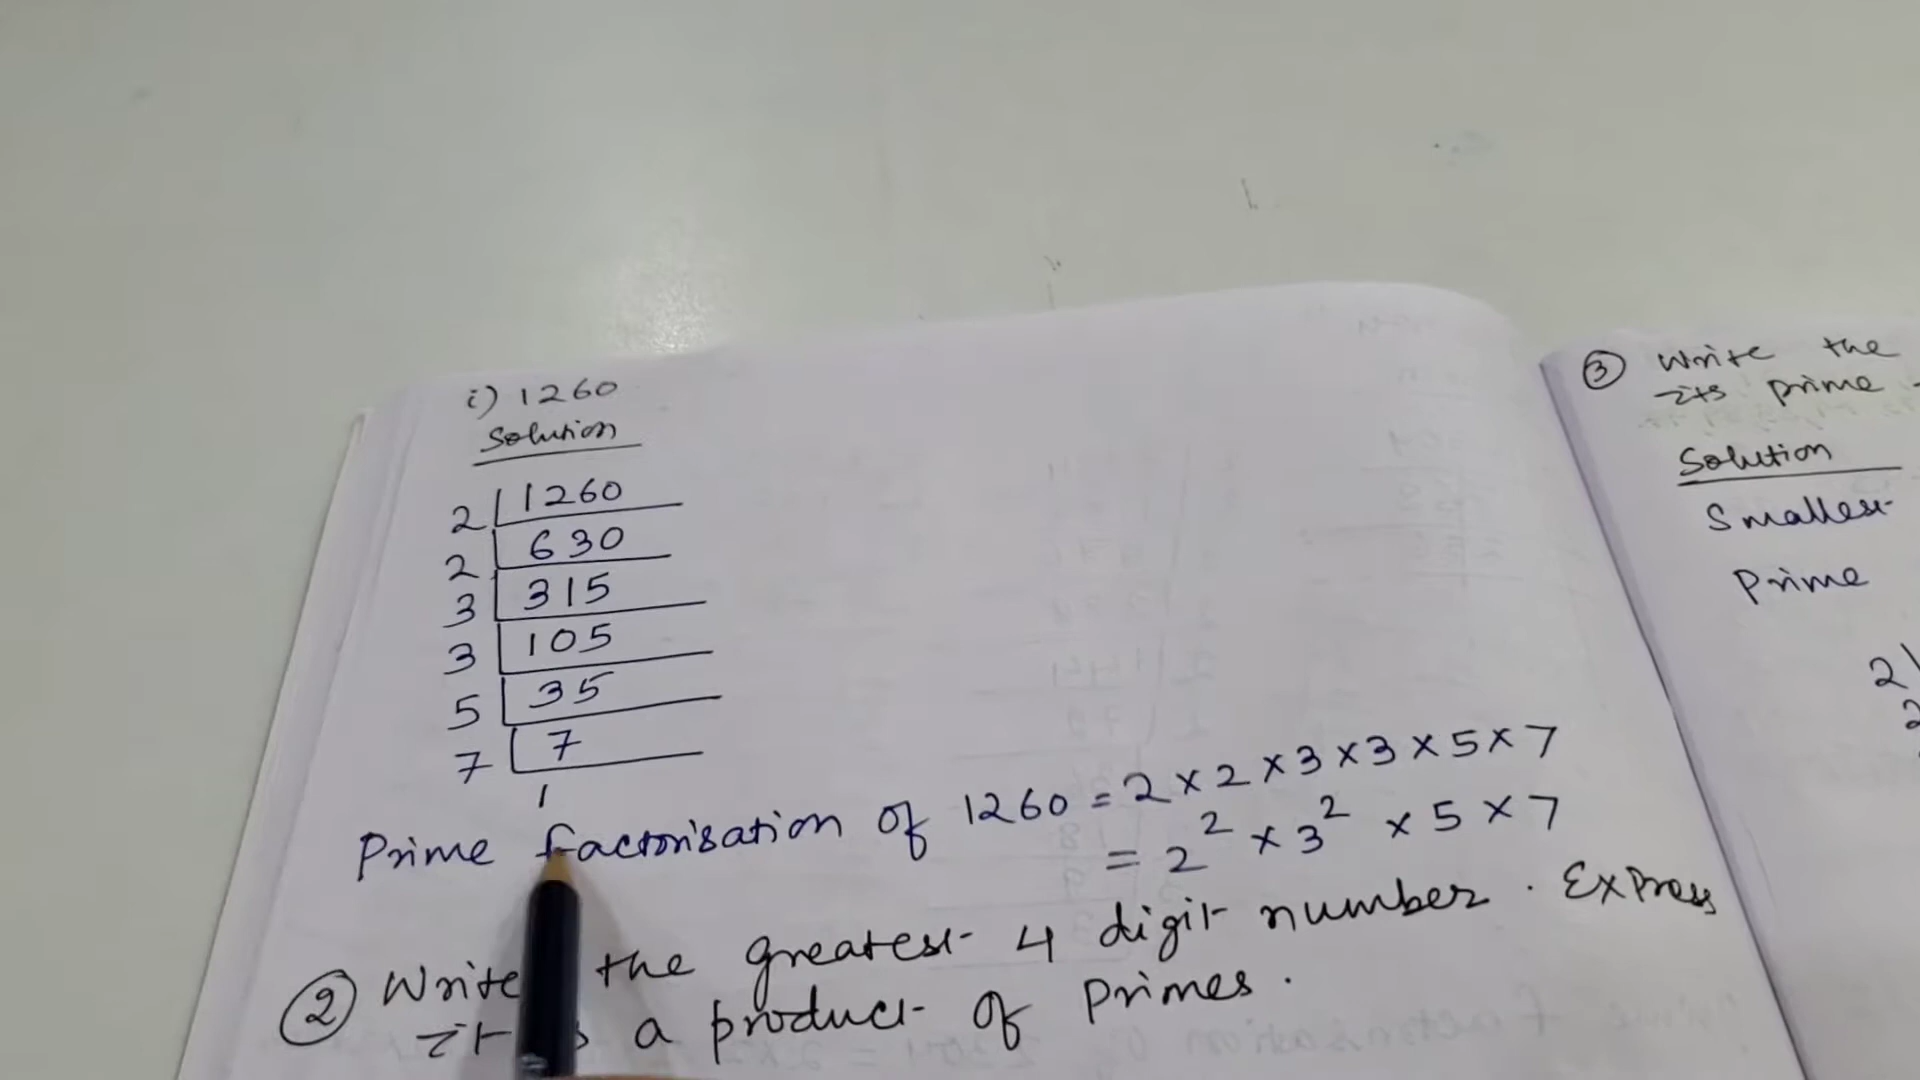 i) 1260
Solution
2 | 1260
2 | 630
3 | 315
3 | 105
5 | 35
7 | 7
1
Prime factorisation of 1260 = 2 × 2 × 3 × 3 × 5 × 7
= 2² × 3² × 5 × 7
② Write the greatest 4 digit number. Express
it a product of primes.
③ Write the
its prime
Solution
Smallest
Prime
2
2